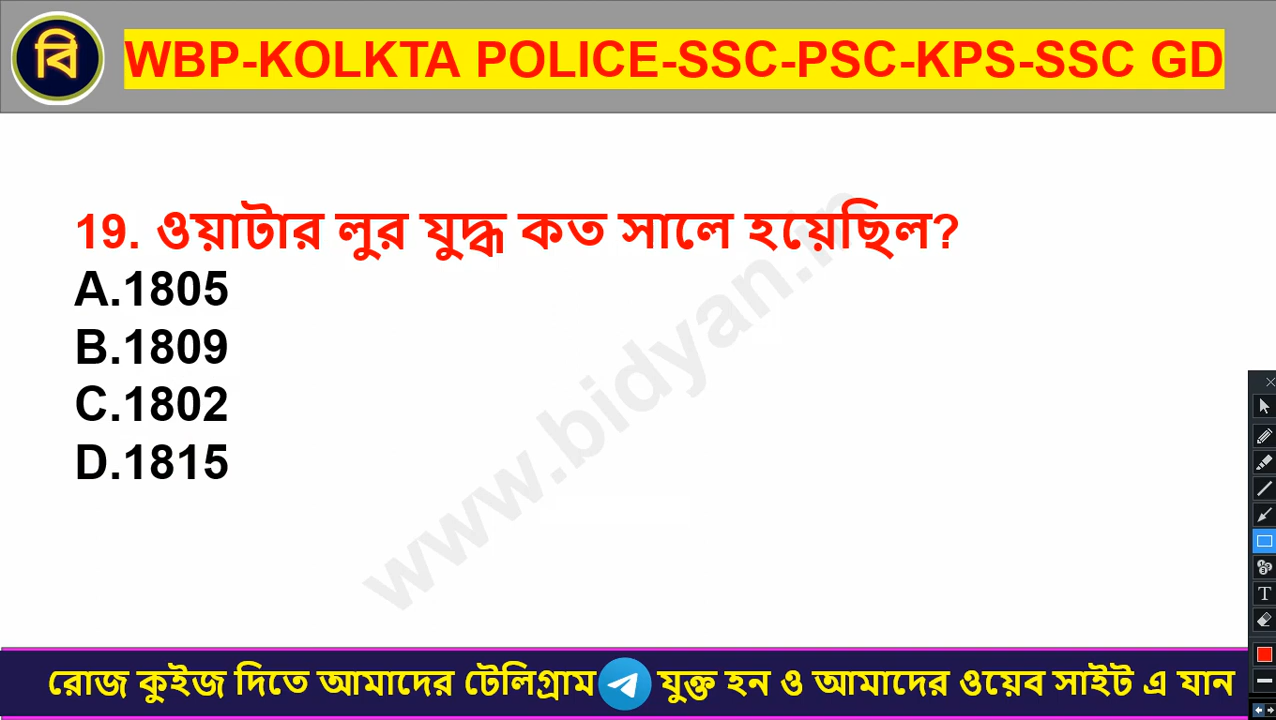 বি
WBP-KOLKTA POLICE-SSC-PSC-KPS-SSC GD
19. ওয়াটার লুর যুদ্ধ কত সালে হয়েছিল?
A.1805
B.1809
C.1802
D.1815
www.bidyan.in
রোজ কুইজ দিতে আমাদের টেলিগ্রাম যুক্ত হন ও আমাদের ওয়েব সাইট এ যান